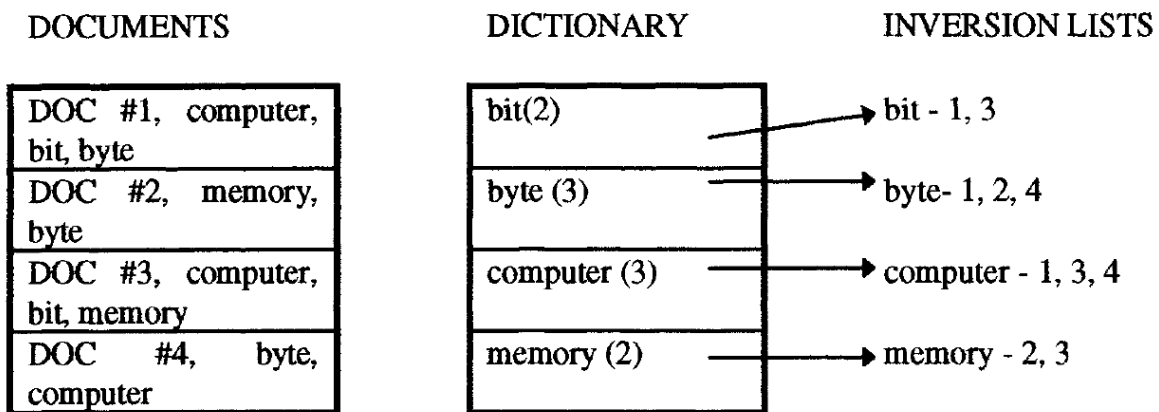 DOCUMENTS
DOC #1, computer,
bit, byte
DOC #2, memory,
byte
DOC #3, computer,
bit, memory
DOC #4, byte,
computer
DICTIONARY
bit(2)
byte (3)
computer (3)
memory (2)
INVERSION LISTS
bit - 1, 3
byte- 1, 2, 4
computer - 1, 3, 4
memory - 2, 3